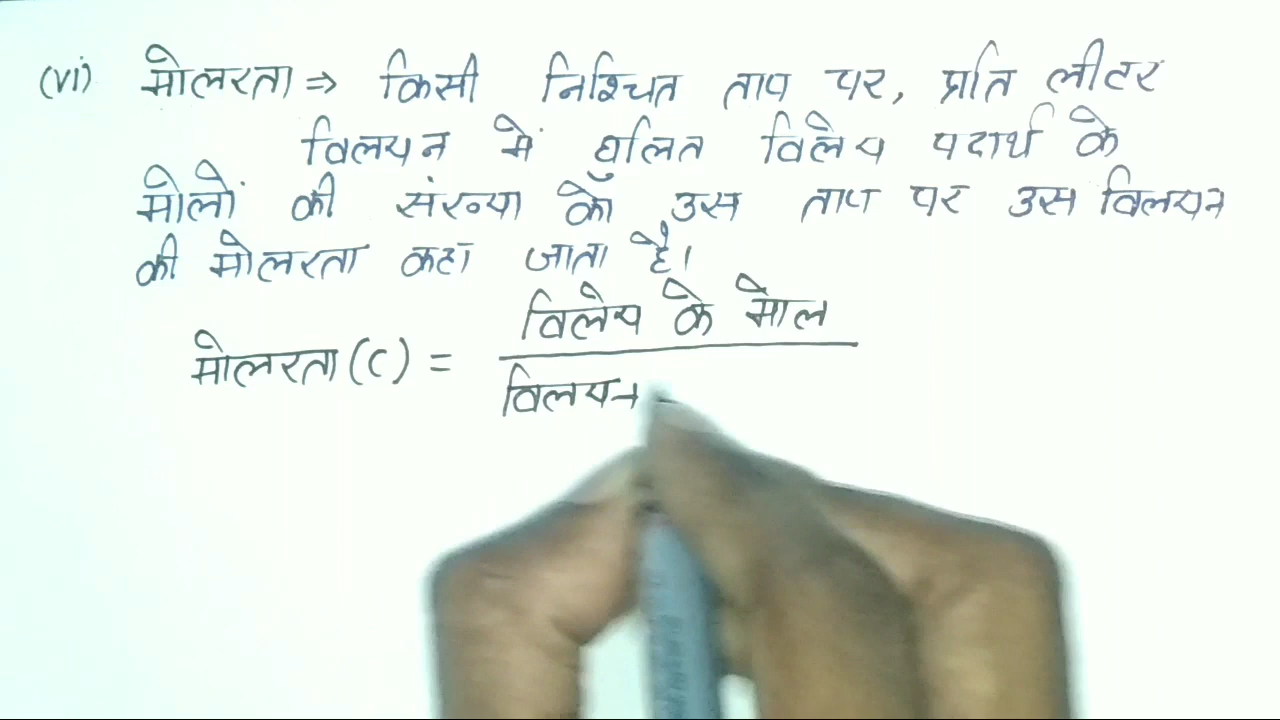 (vi) मोलरता ⇒ किसी निश्चित ताप पर, प्रति लीटर
विलयन में घुलित विलेय पदार्थ के
मोलों की संख्या को उस ताप पर उस विलयन
की मोलरता कहा जाता है।
मोलरता (C) = विलेय के मोल
विलयन